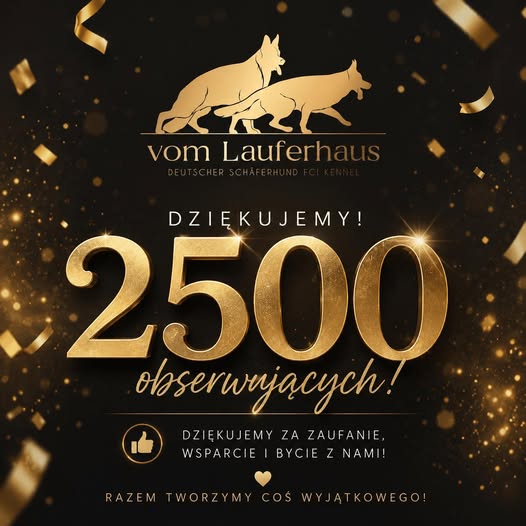 vom Lauferhaus
DEUTSCHER SCHÄFERHUND FCI KENNEL
DZIĘKUJEMY!
2500
obserwujących!
DZIĘKUJEMY ZA ZAUFANIE,
WSPARCIE I BYCIE Z NAMI!
RAZEM TWORZYMY COŚ WYJĄTKOWEGO!